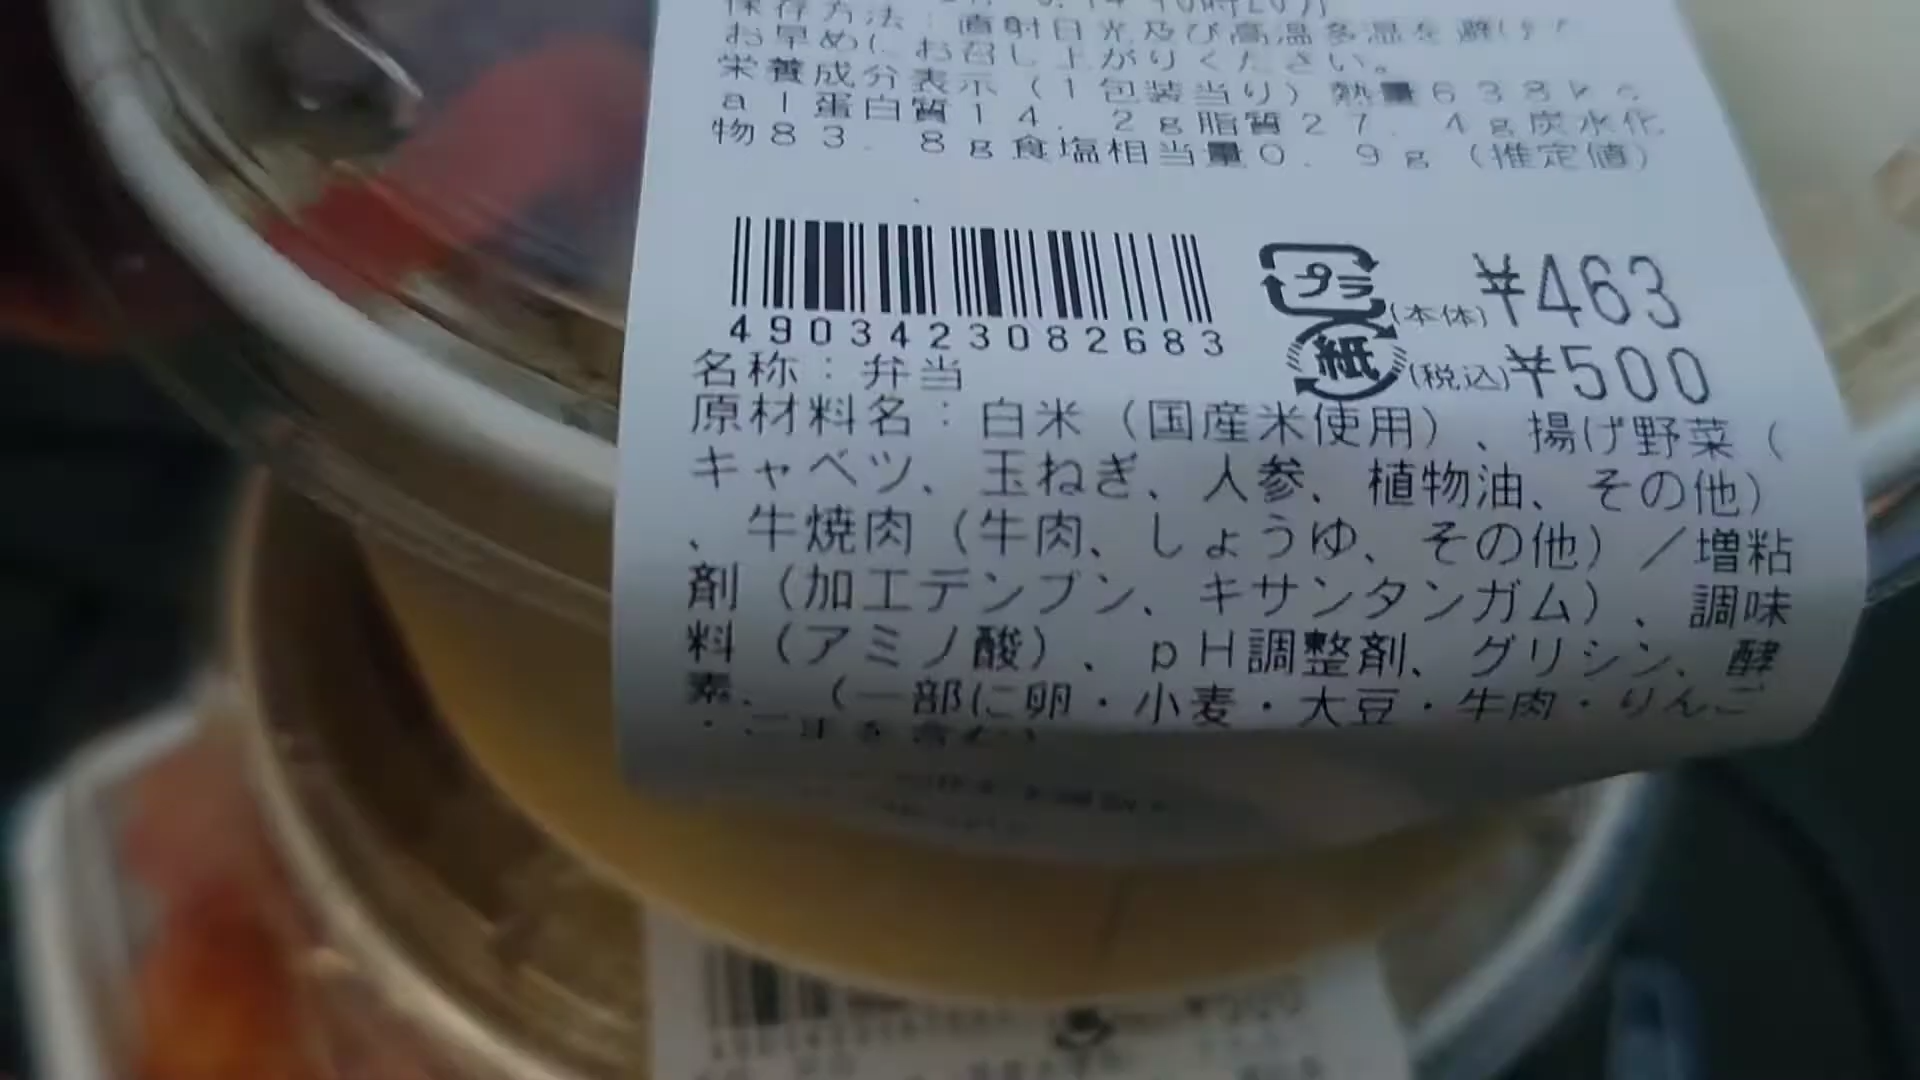 保存方法：直射日光及び高温多湿を避け
お早めに お召し上がりください。
栄養成分表示（１包装当り）熱量６３８ｋｃ
ａｌ蛋白質１４．２ｇ脂質２７．４ｇ炭水化
物８３．８ｇ食塩相当量０．９ｇ（推定値）
4903423082683
プラ
(本体)¥463
紙
(税込)¥500
名称：弁当
原材料名：白米（国産米使用）、揚げ野菜（
キャベツ、玉ねぎ、人参、植物油、その他）
、牛焼肉（牛肉、しょうゆ、その他）／増粘
剤（加工デンプン、キサンタンガム）、調味
料（アミノ酸）、ｐＨ調整剤、グリシン、酵
素、（一部に卵・小麦・大豆・牛肉・りんご